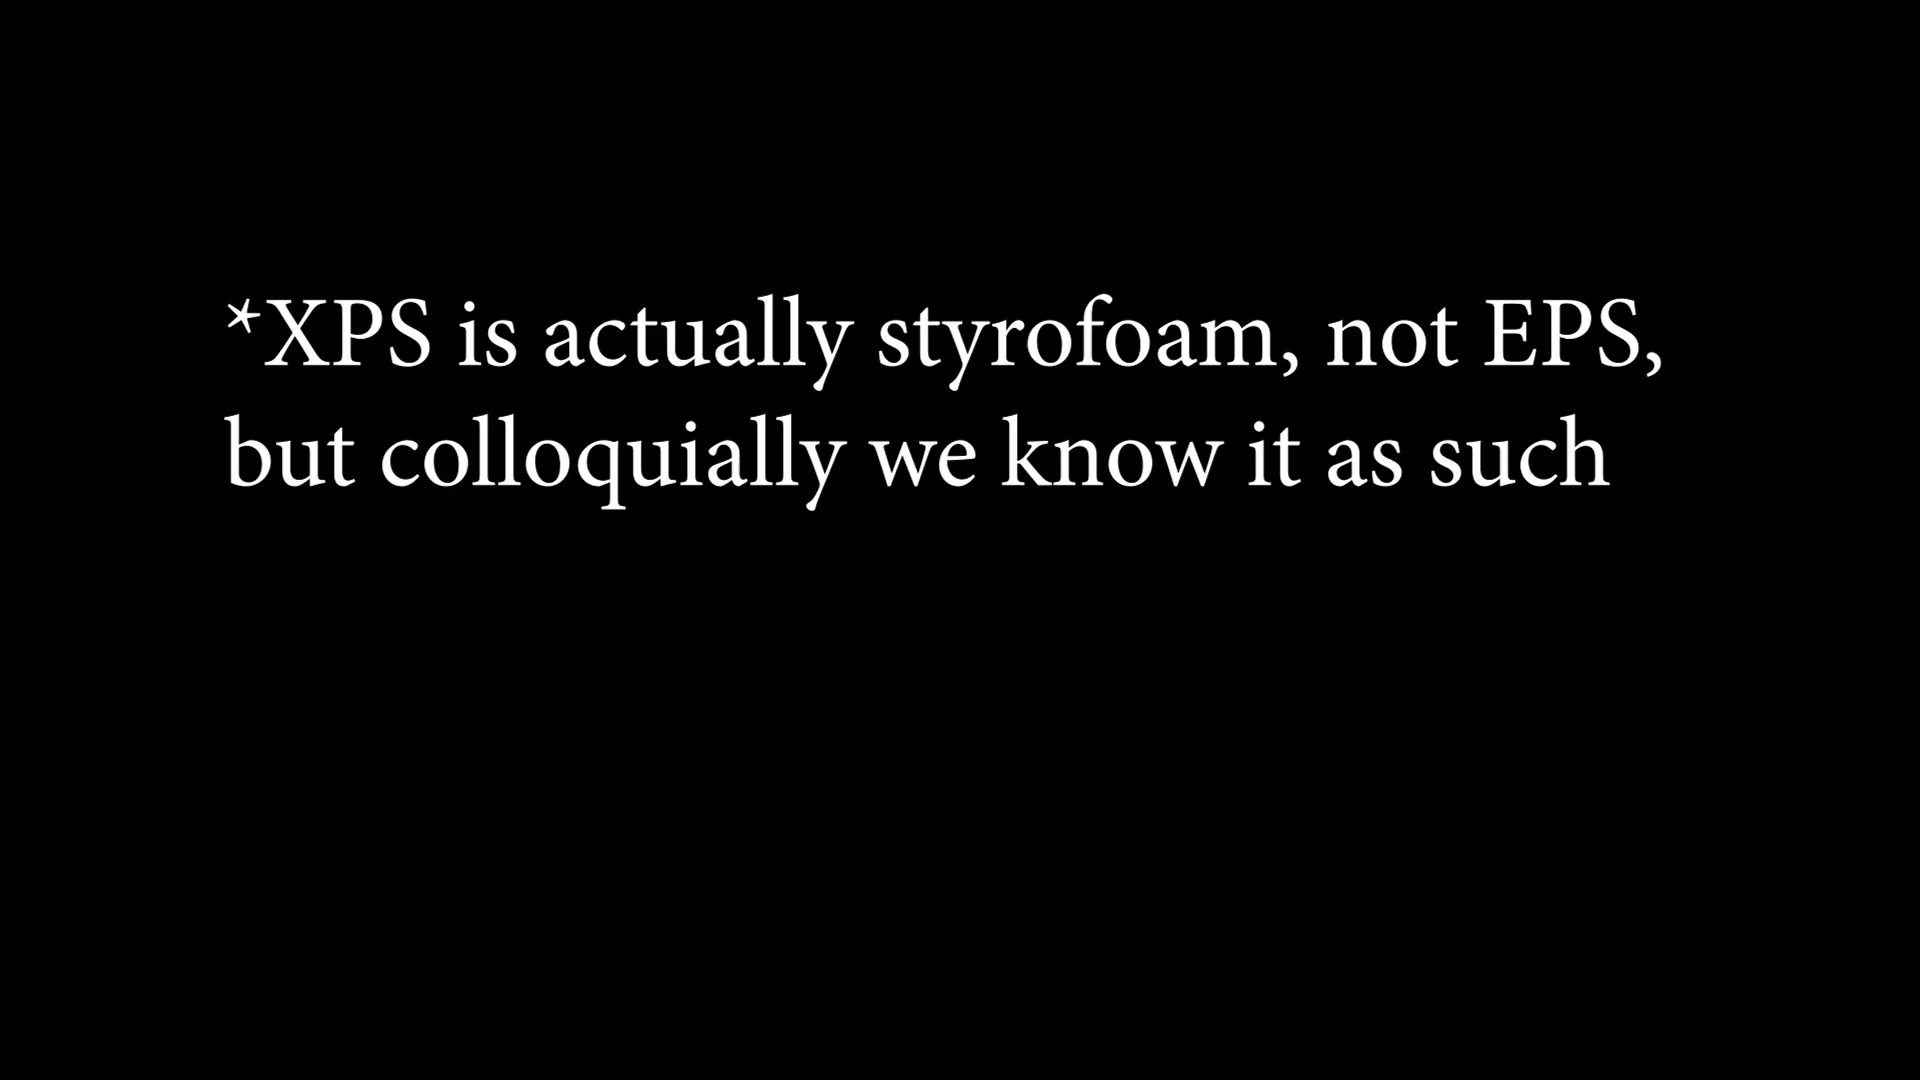 *XPS is actually styrofoam, not EPS,
but colloquially we know it as such